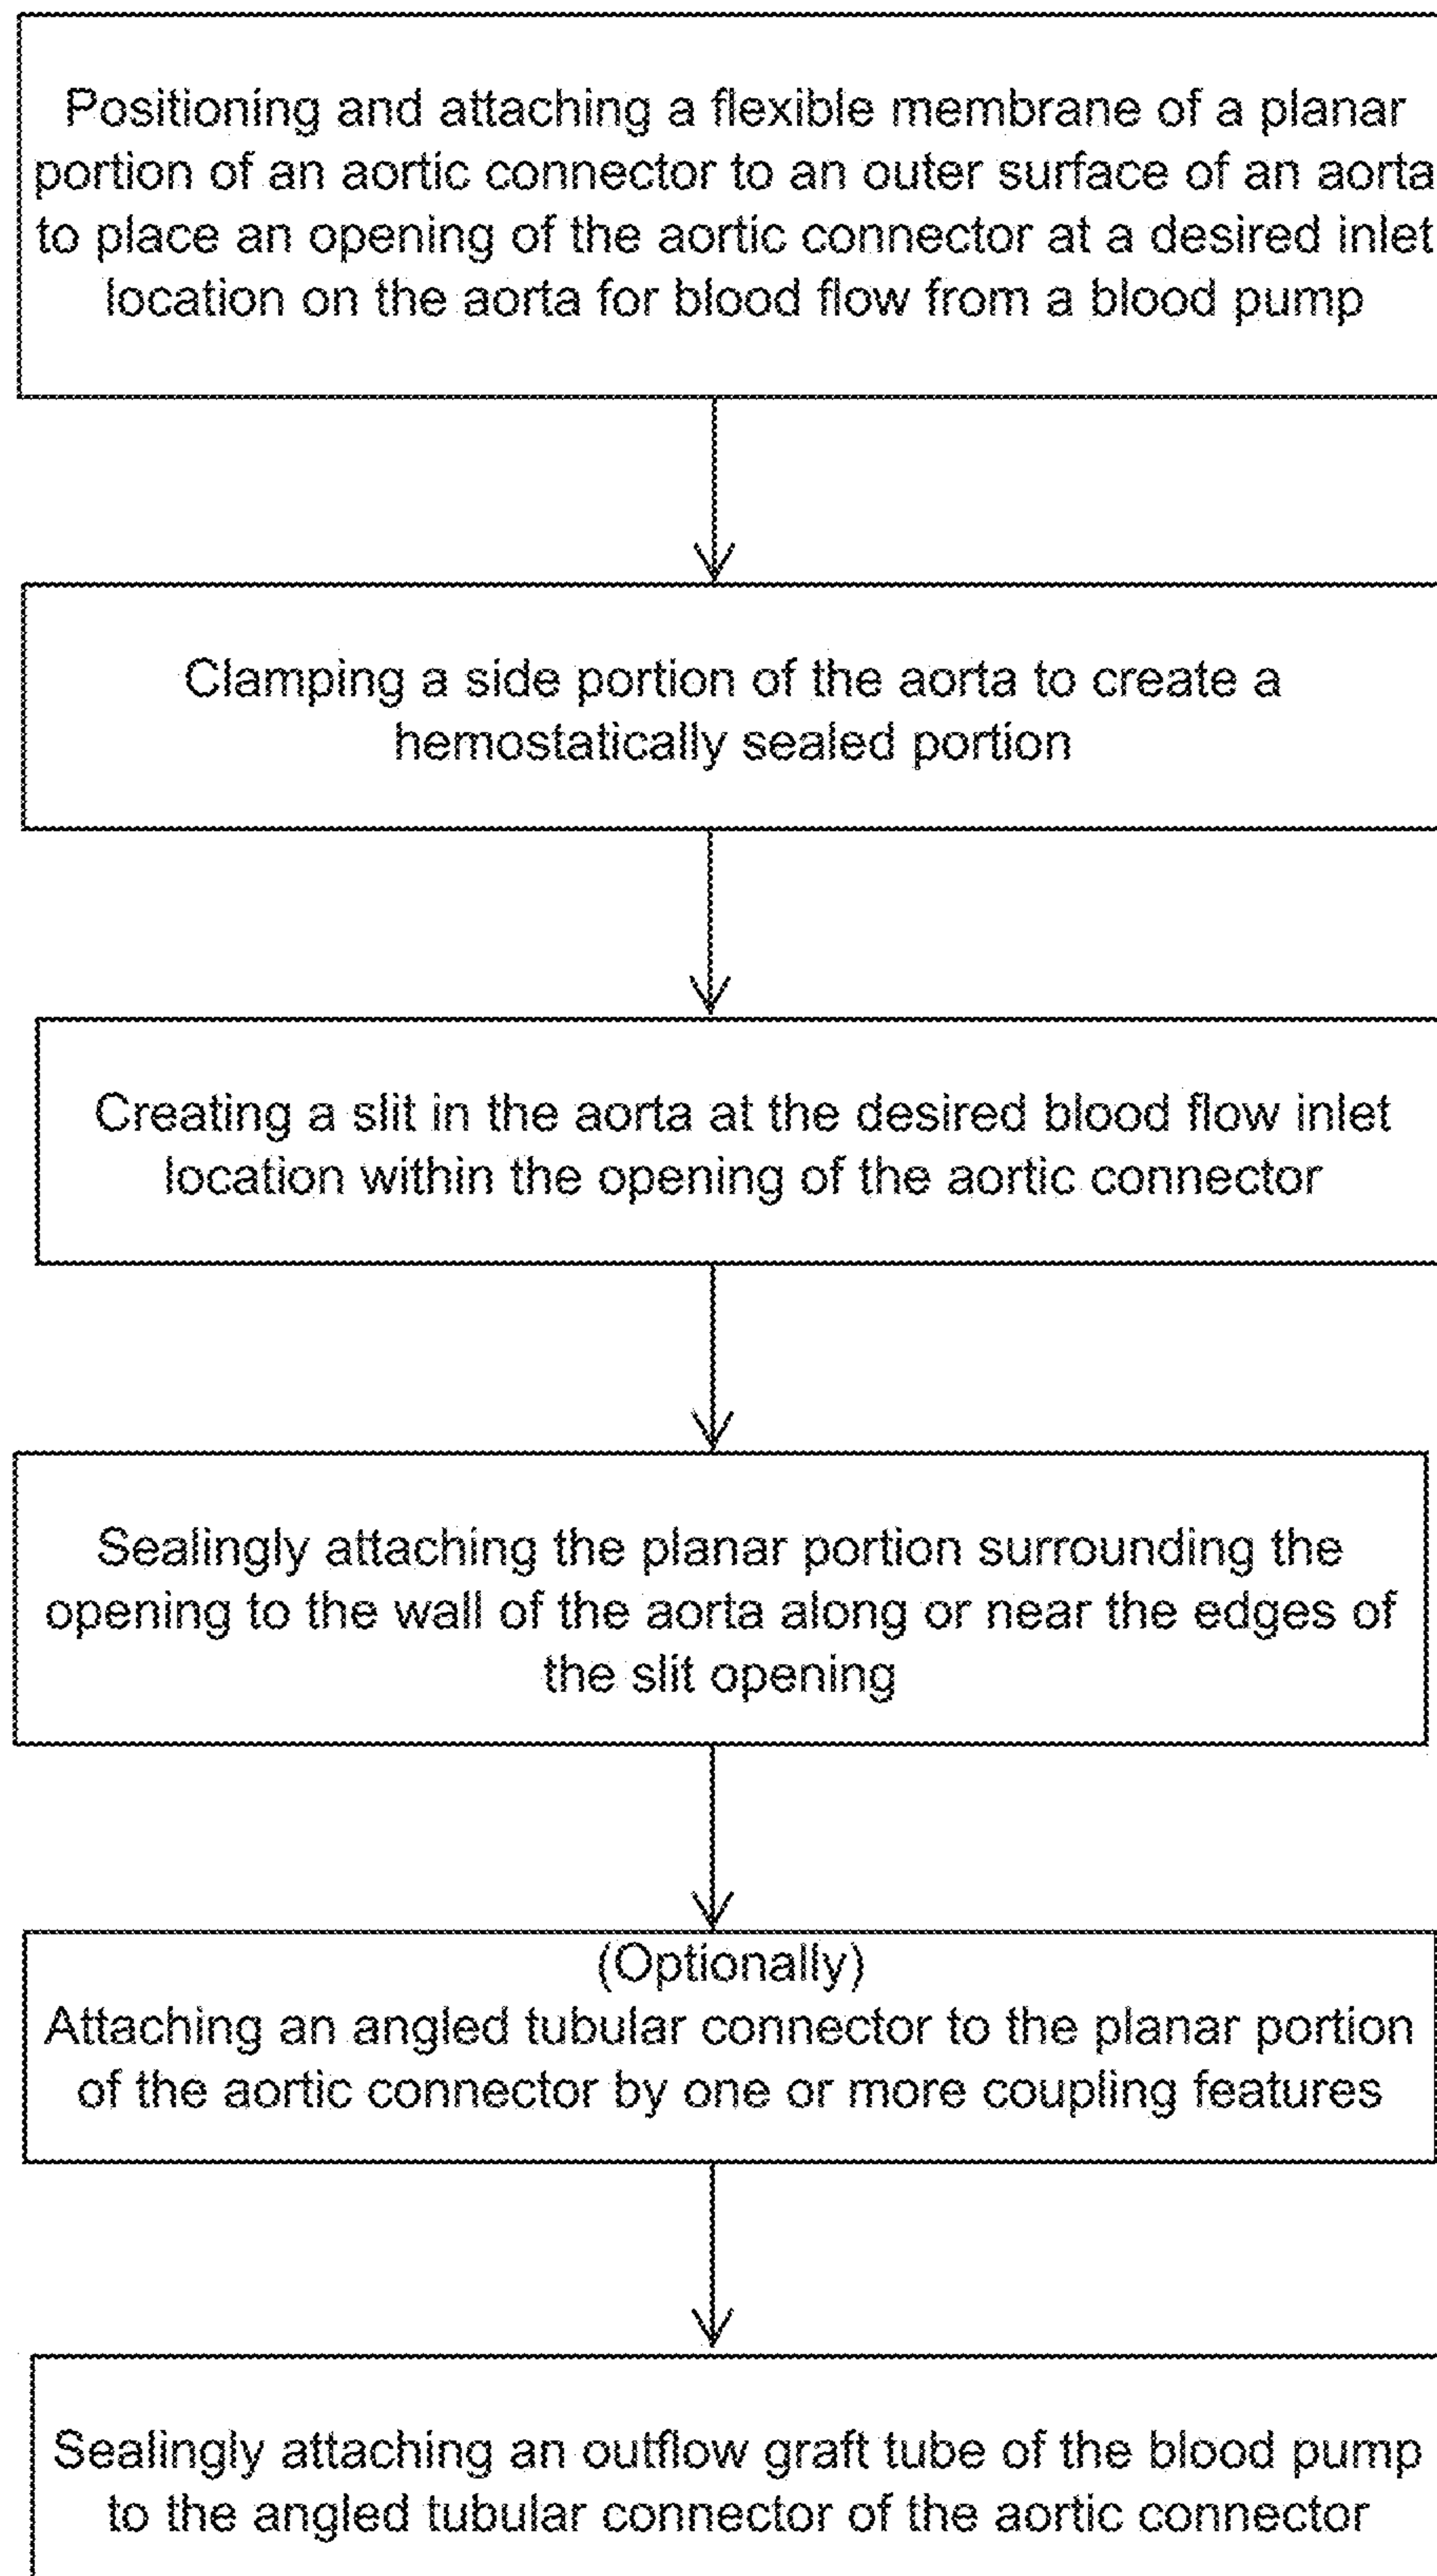 Positioning and attaching a flexible membrane of a planar
portion of an aortic connector to an outer surface of an aorta
to place an opening of the aortic connector at a desired inlet
location on the aorta for blood flow from a blood pump
Clamping a side portion of the aorta to create a
hemostatically sealed portion
Creating a slit in the aorta at the desired blood flow inlet
location within the opening of the aortic connector
Sealingly attaching the planar portion surrounding the
opening to the wall of the aorta along or near the edges of
the slit opening
(Optionally)
Attaching an angled tubular connector to the planar portion
of the aortic connector by one or more coupling features
Sealingly attaching an outflow graft tube of the blood pump
to the angled tubular connector of the aortic connector